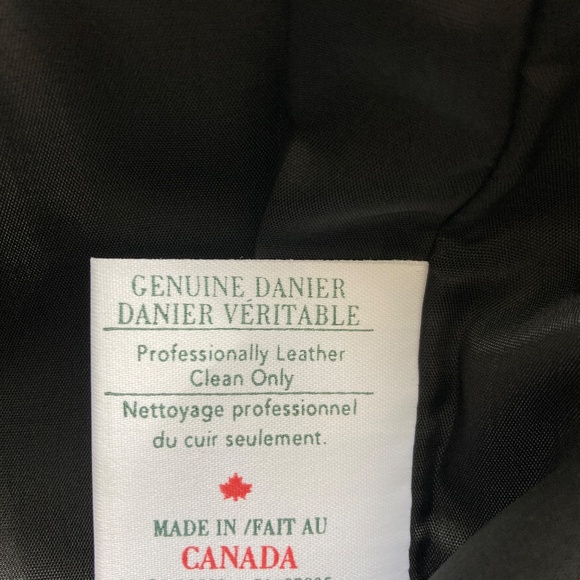 GENUINE DANIER
DANIER VÉRITABLE
Professionally Leather
Clean Only
Nettoyage professionnel
du cuir seulement.
MADE IN /FAIT AU
CANADA